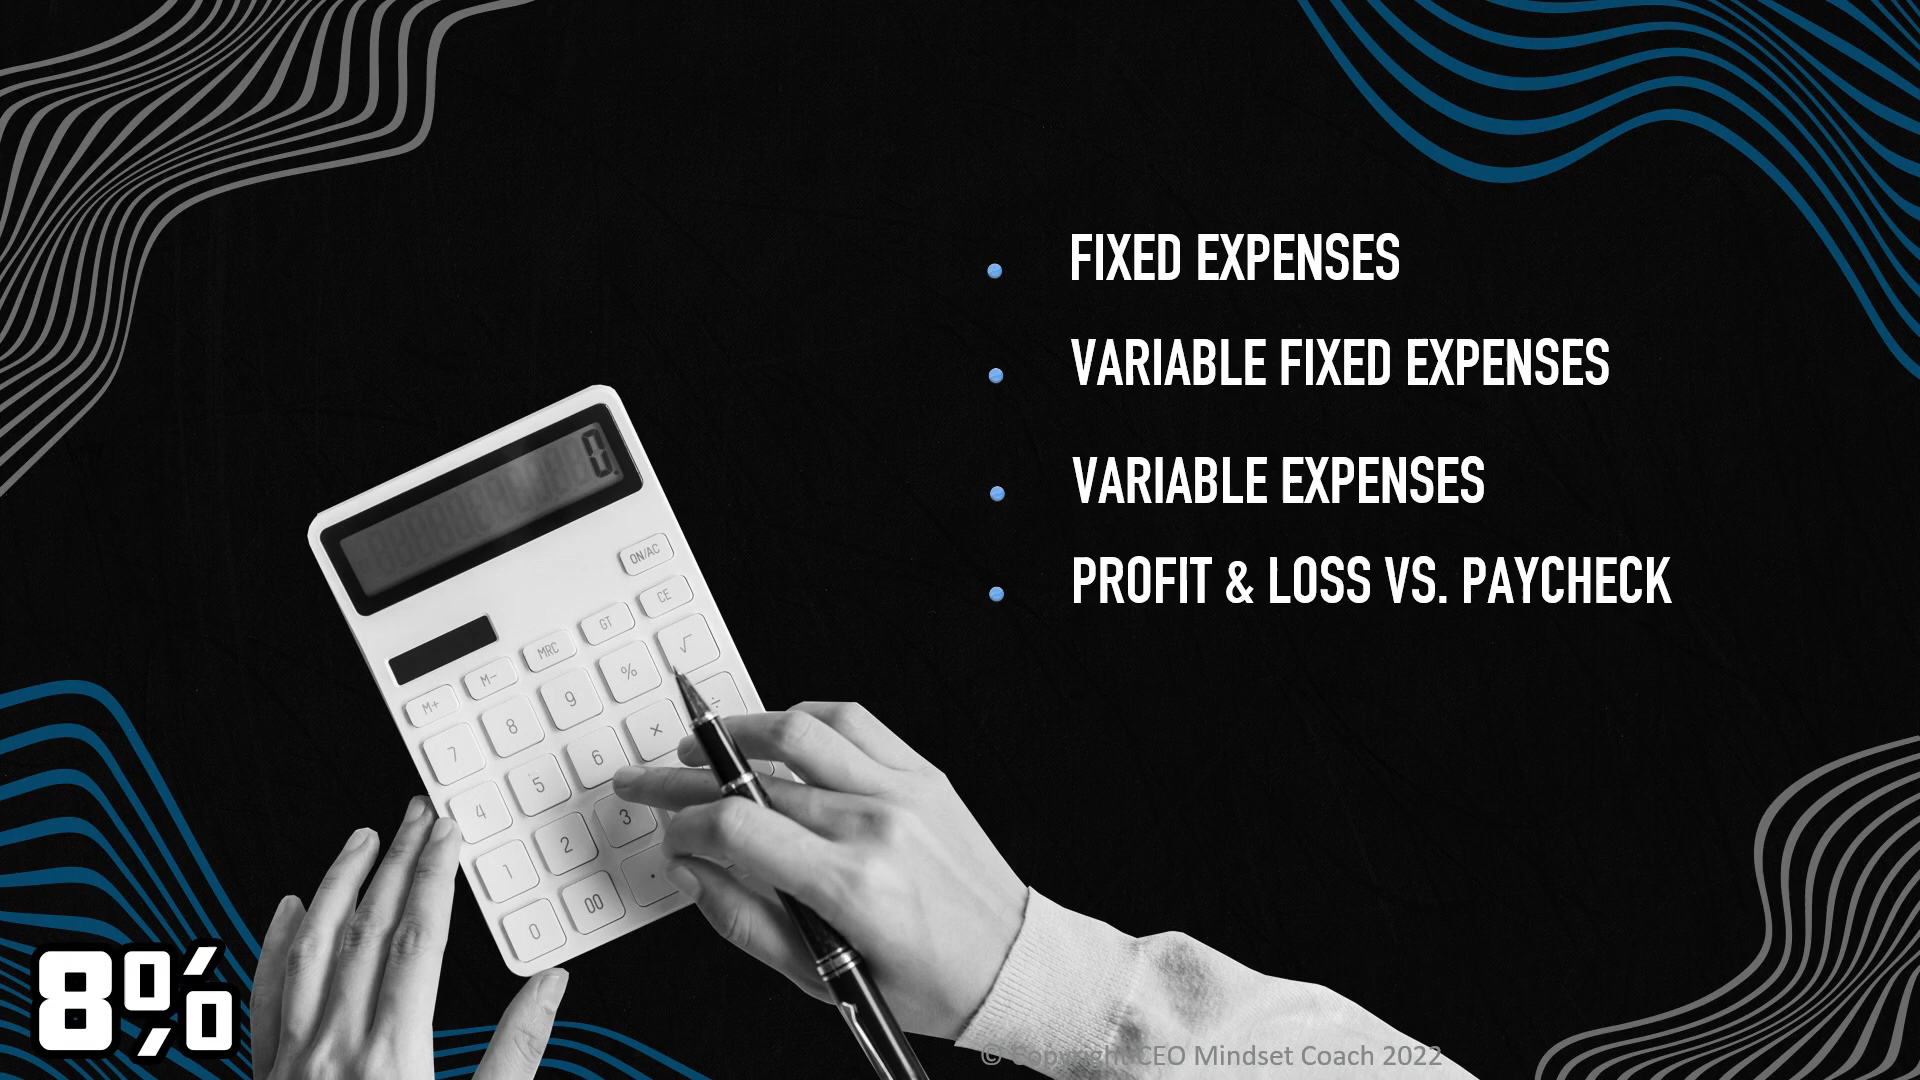 FIXED EXPENSES
VARIABLE FIXED EXPENSES
VARIABLE EXPENSES
PROFIT & LOSS VS. PAYCHECK
0.
ON/AC
CE
GT
MRC
M−
M+
√
%
9
8
7
÷
×
6
5
4
3
2
1
.
00
0
8%
© Copyright CEO Mindset Coach 2022